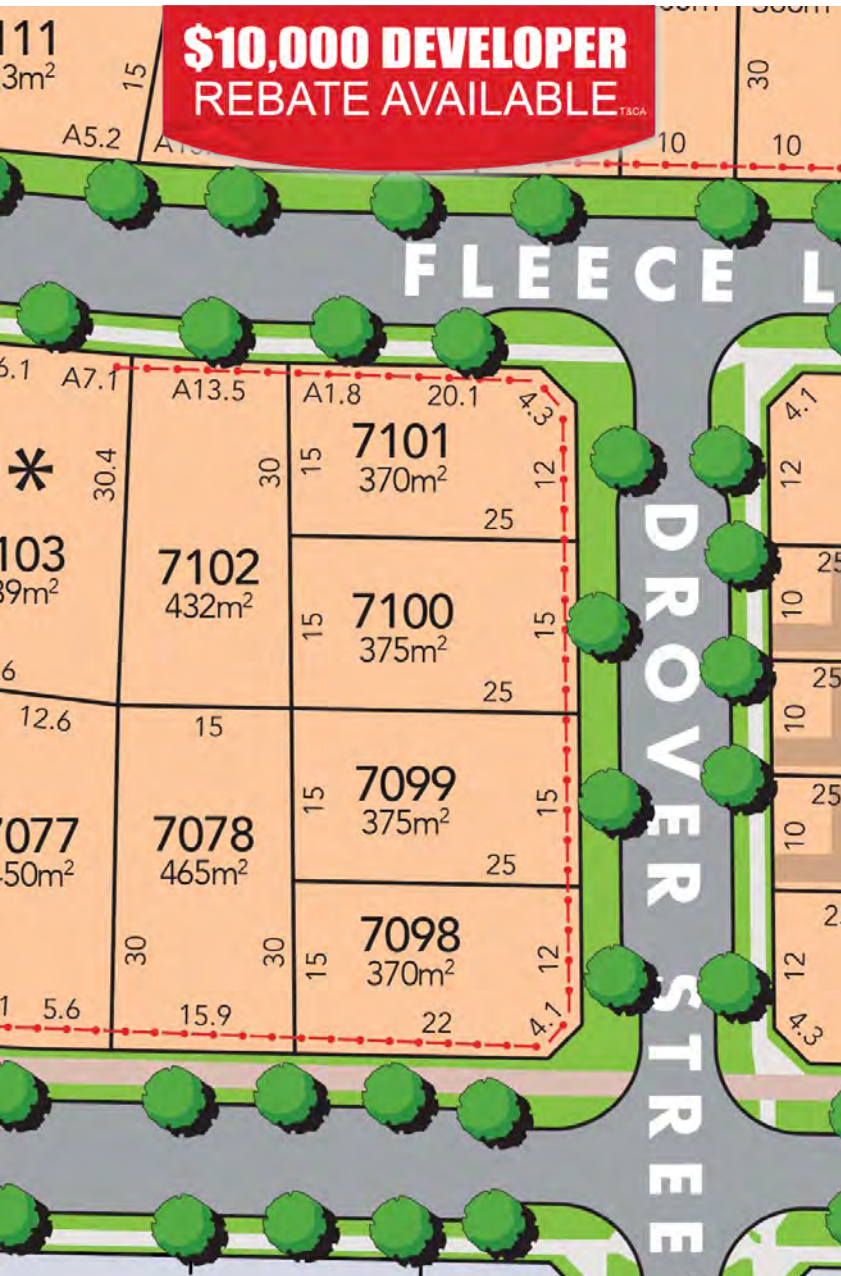 111
3m²
15
A5.2
$10,000 DEVELOPER
REBATE AVAILABLE T&CA
30
10
10
FLEECE L
6.1
A7.1
A13.5
A1.8
20.1
4.3
4.1
*
30.4
30
15
7101
370m²
12
12
25
103
39m²
7102
432m²
15
7100
375m²
15
25
25
10
6
12.6
15
25
10
7099
375m²
15
15
25
25
10
7077
450m²
7078
465m²
30
30
7098
370m²
15
12
12
4.1
4.3
1
5.6
15.9
22
DROVER STREE